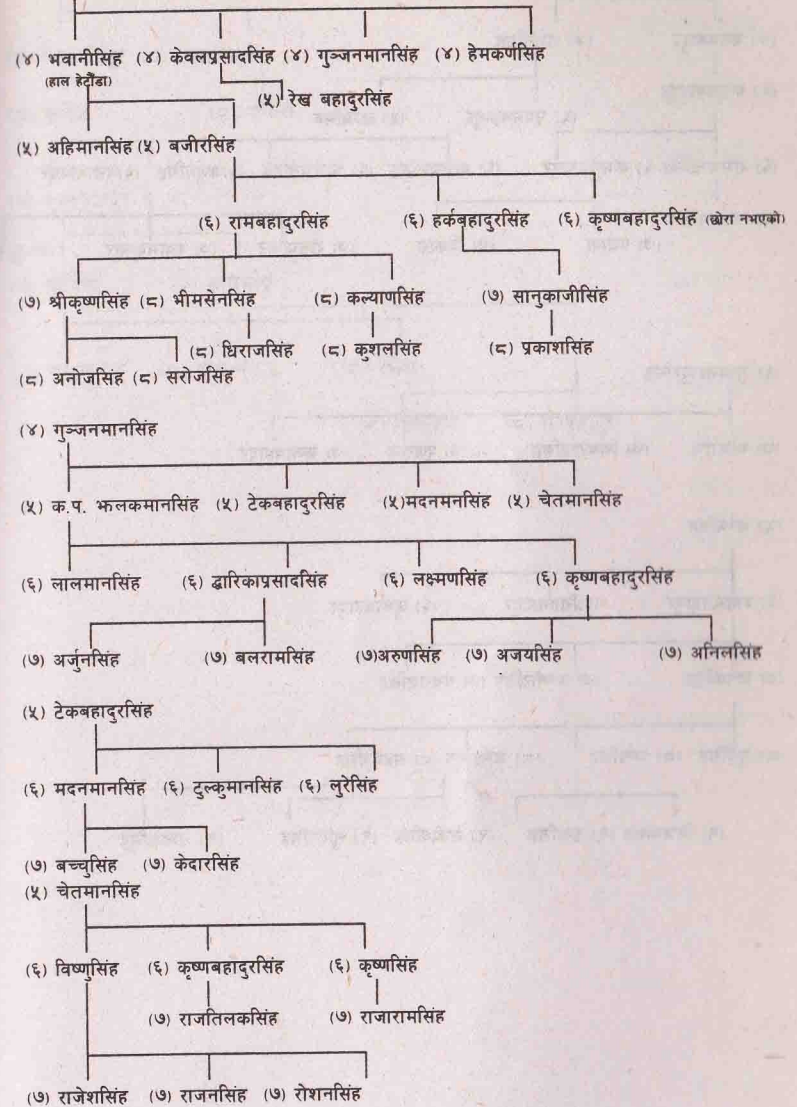 (४) भवानीसिंह (४) केवलप्रसादसिंह (४) गुञ्जनमानसिंह (४) हेमकर्णसिंह
(हाल हेटौंडा)
(५) रेख बहादुरसिंह
(५) अहिमानसिंह (५) बजीरसिंह
(६) रामबहादुरसिंह (६) हर्कबहादुरसिंह (६) कृष्णबहादुरसिंह (छोरा नभएको)
(७) श्रीकृष्णसिंह (८) भीमसेनसिंह (८) कल्याणसिंह (७) सानुकाजीसिंह
(८) धिराजसिंह (८) कुशलसिंह (८) प्रकाशसिंह
(८) अनोजसिंह (८) सरोजसिंह
(४) गुञ्जनमानसिंह
(५) क.प. झलकमानसिंह (५) टेकबहादुरसिंह (५)मदनमनसिंह (५) चेतमानसिंह
(६) लालमानसिंह (६) द्धारिकाप्रसादसिंह (६) लक्ष्मणसिंह (६) कृष्णबहादुरसिंह
(७) अर्जुनसिंह (७) बलरामसिंह (७)अरुणसिंह (७) अजयसिंह (७) अनिलसिंह
(५) टेकबहादुरसिंह
(६) मदनमानसिंह (६) टुल्कुमानसिंह (६) लुरेसिंह
(७) बच्चुसिंह (७) केदारसिंह
(५) चेतमानसिंह
(६) विष्णुसिंह (६) कृष्णबहादुरसिंह (६) कृष्णसिंह
(७) राजतिलकसिंह (७) राजारामसिंह
(७) राजेशसिंह (७) राजनसिंह (७) रोशनसिंह